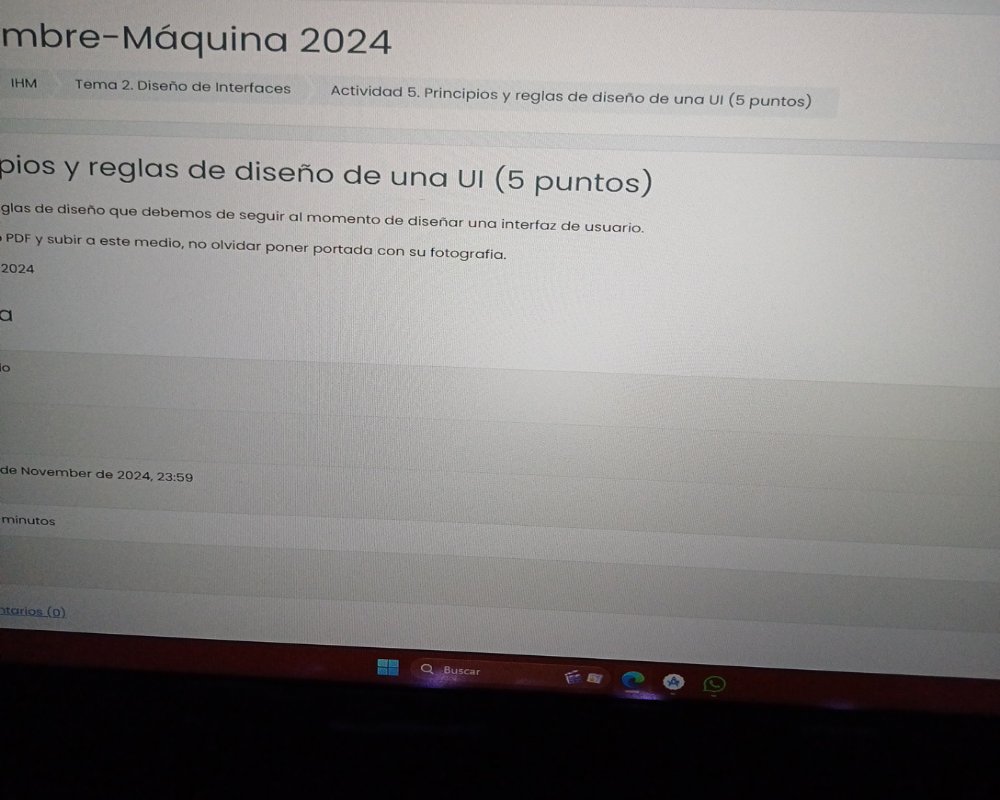 mbre-Máquina 2024
IHM Tema 2. Diseño de Interfaces Actividad 5. Principios y reglas de diseño de una UI (5 puntos)
pios y reglas de diseño de una UI (5 puntos)
glas de diseño que debemos de seguir al momento de diseñar una interfaz de usuario.
PDF y subir a este medio, no olvidar poner portada con su fotografia.
2024
a
io
de November de 2024, 23:59
minutos
ntarios (0)
Buscar